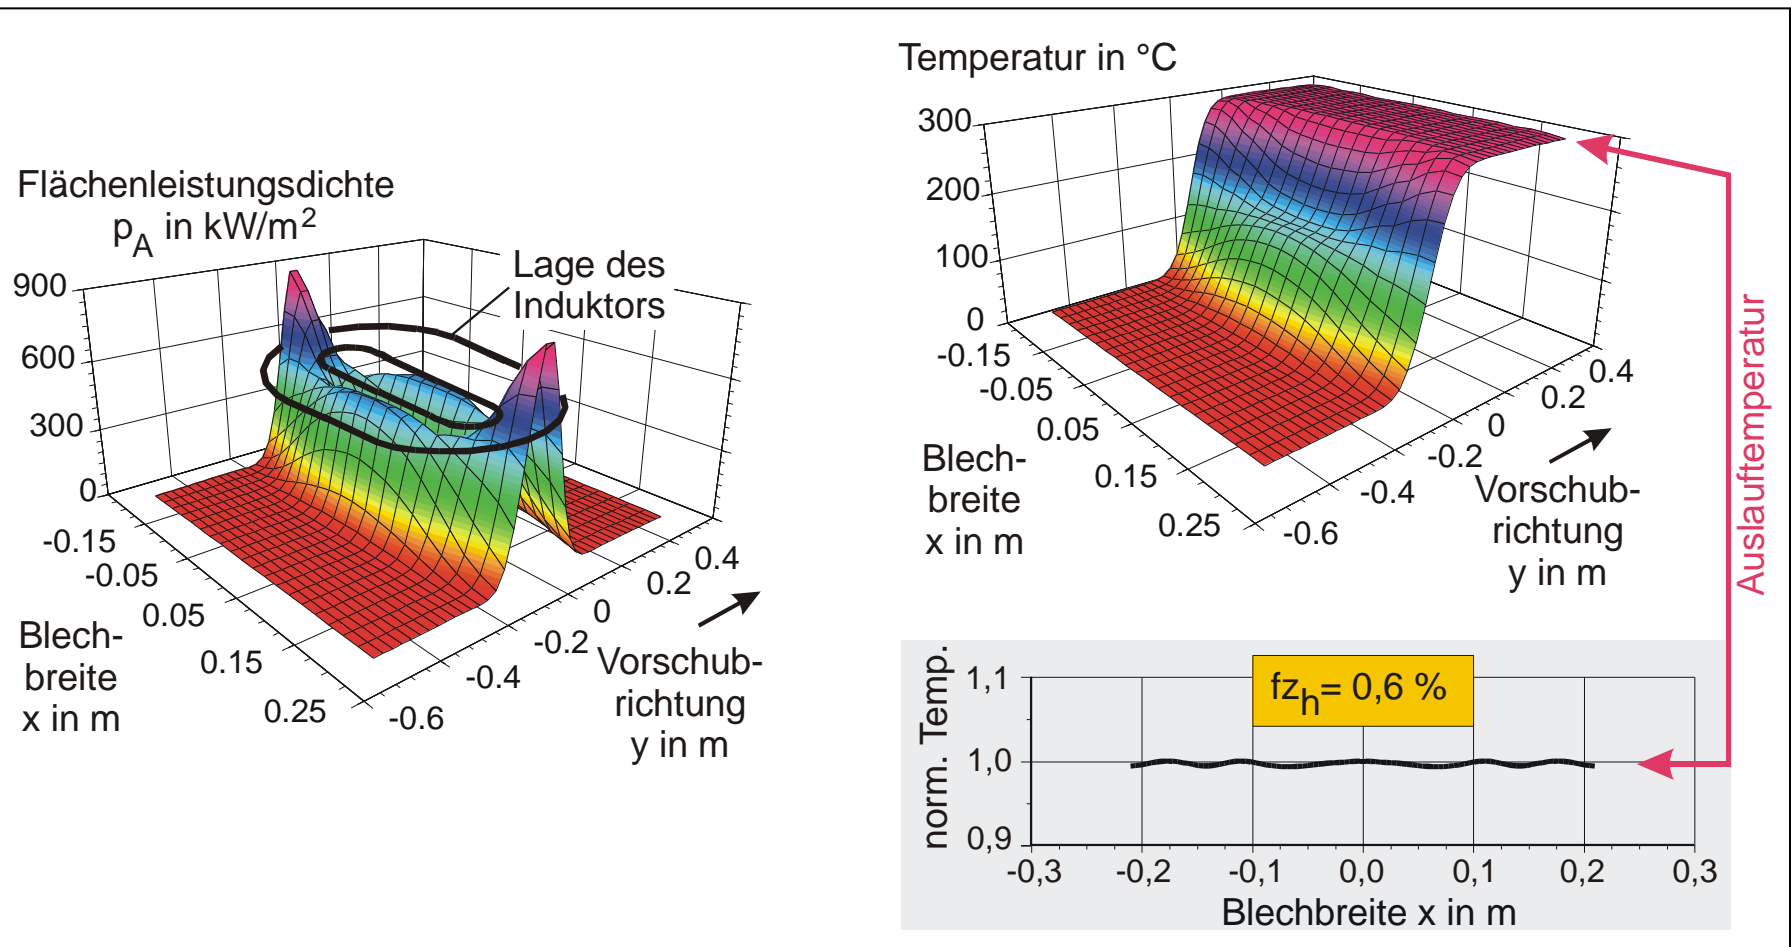 Flächenleistungsdichte
p_A in kW/m²
900
600
300
0
Lage des
Induktors
-0.15
-0.05
0.05
0.15
0.25
Blech-
breite
x in m
-0.6
-0.4
-0.2
0
0.2
0.4
Vorschub-
richtung
y in m
Temperatur in °C
300
200
100
0
-0.15
-0.05
0.05
0.15
0.25
Blech-
breite
x in m
-0.6
-0.4
-0.2
0
0.2
0.4
Vorschub-
richtung
y in m
Auslauftemperatur
norm. Temp.
1,1
1,0
0,9
fz_h= 0,6 %
-0,3 -0,2 -0,1 0,0 0,1 0,2 0,3
Blechbreite x in m